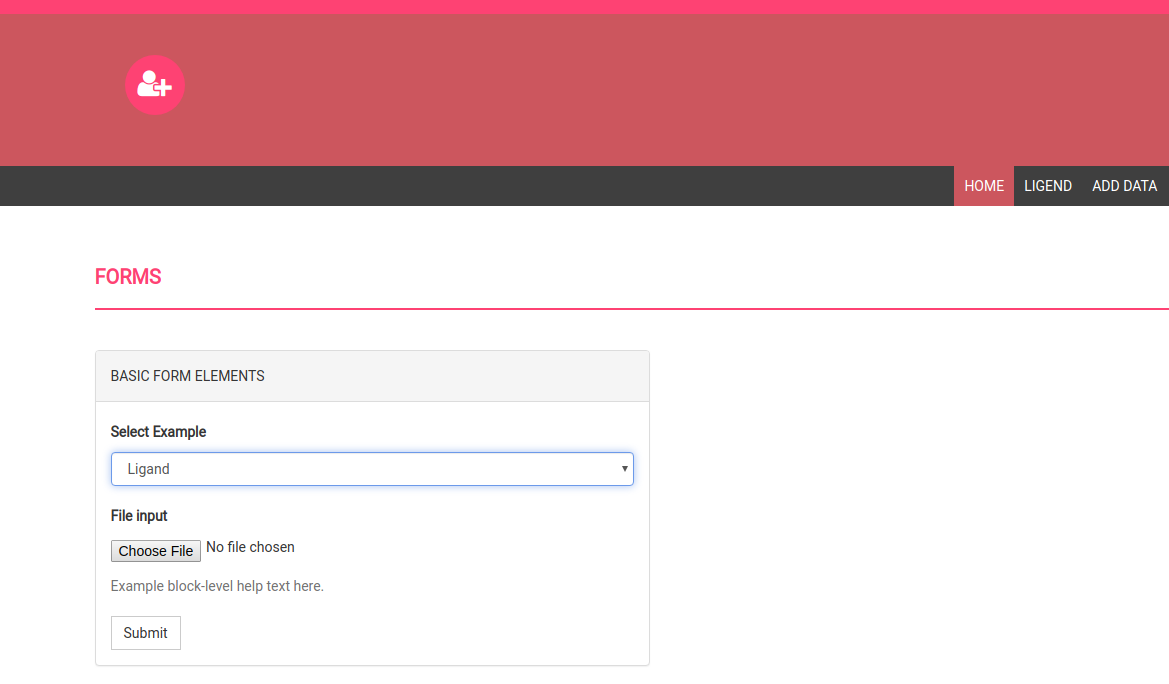 HOME LIGEND ADD DATA
FORMS
BASIC FORM ELEMENTS
Select Example
Ligand
File input
Choose File No file chosen
Example block-level help text here.
Submit